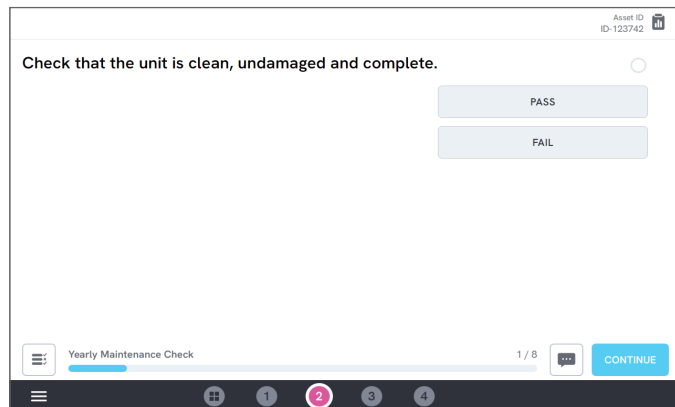 Asset ID
ID-123742
Check that the unit is clean, undamaged and complete.
PASS
FAIL
Yearly Maintenance Check
1 / 8
CONTINUE
1
2
3
4